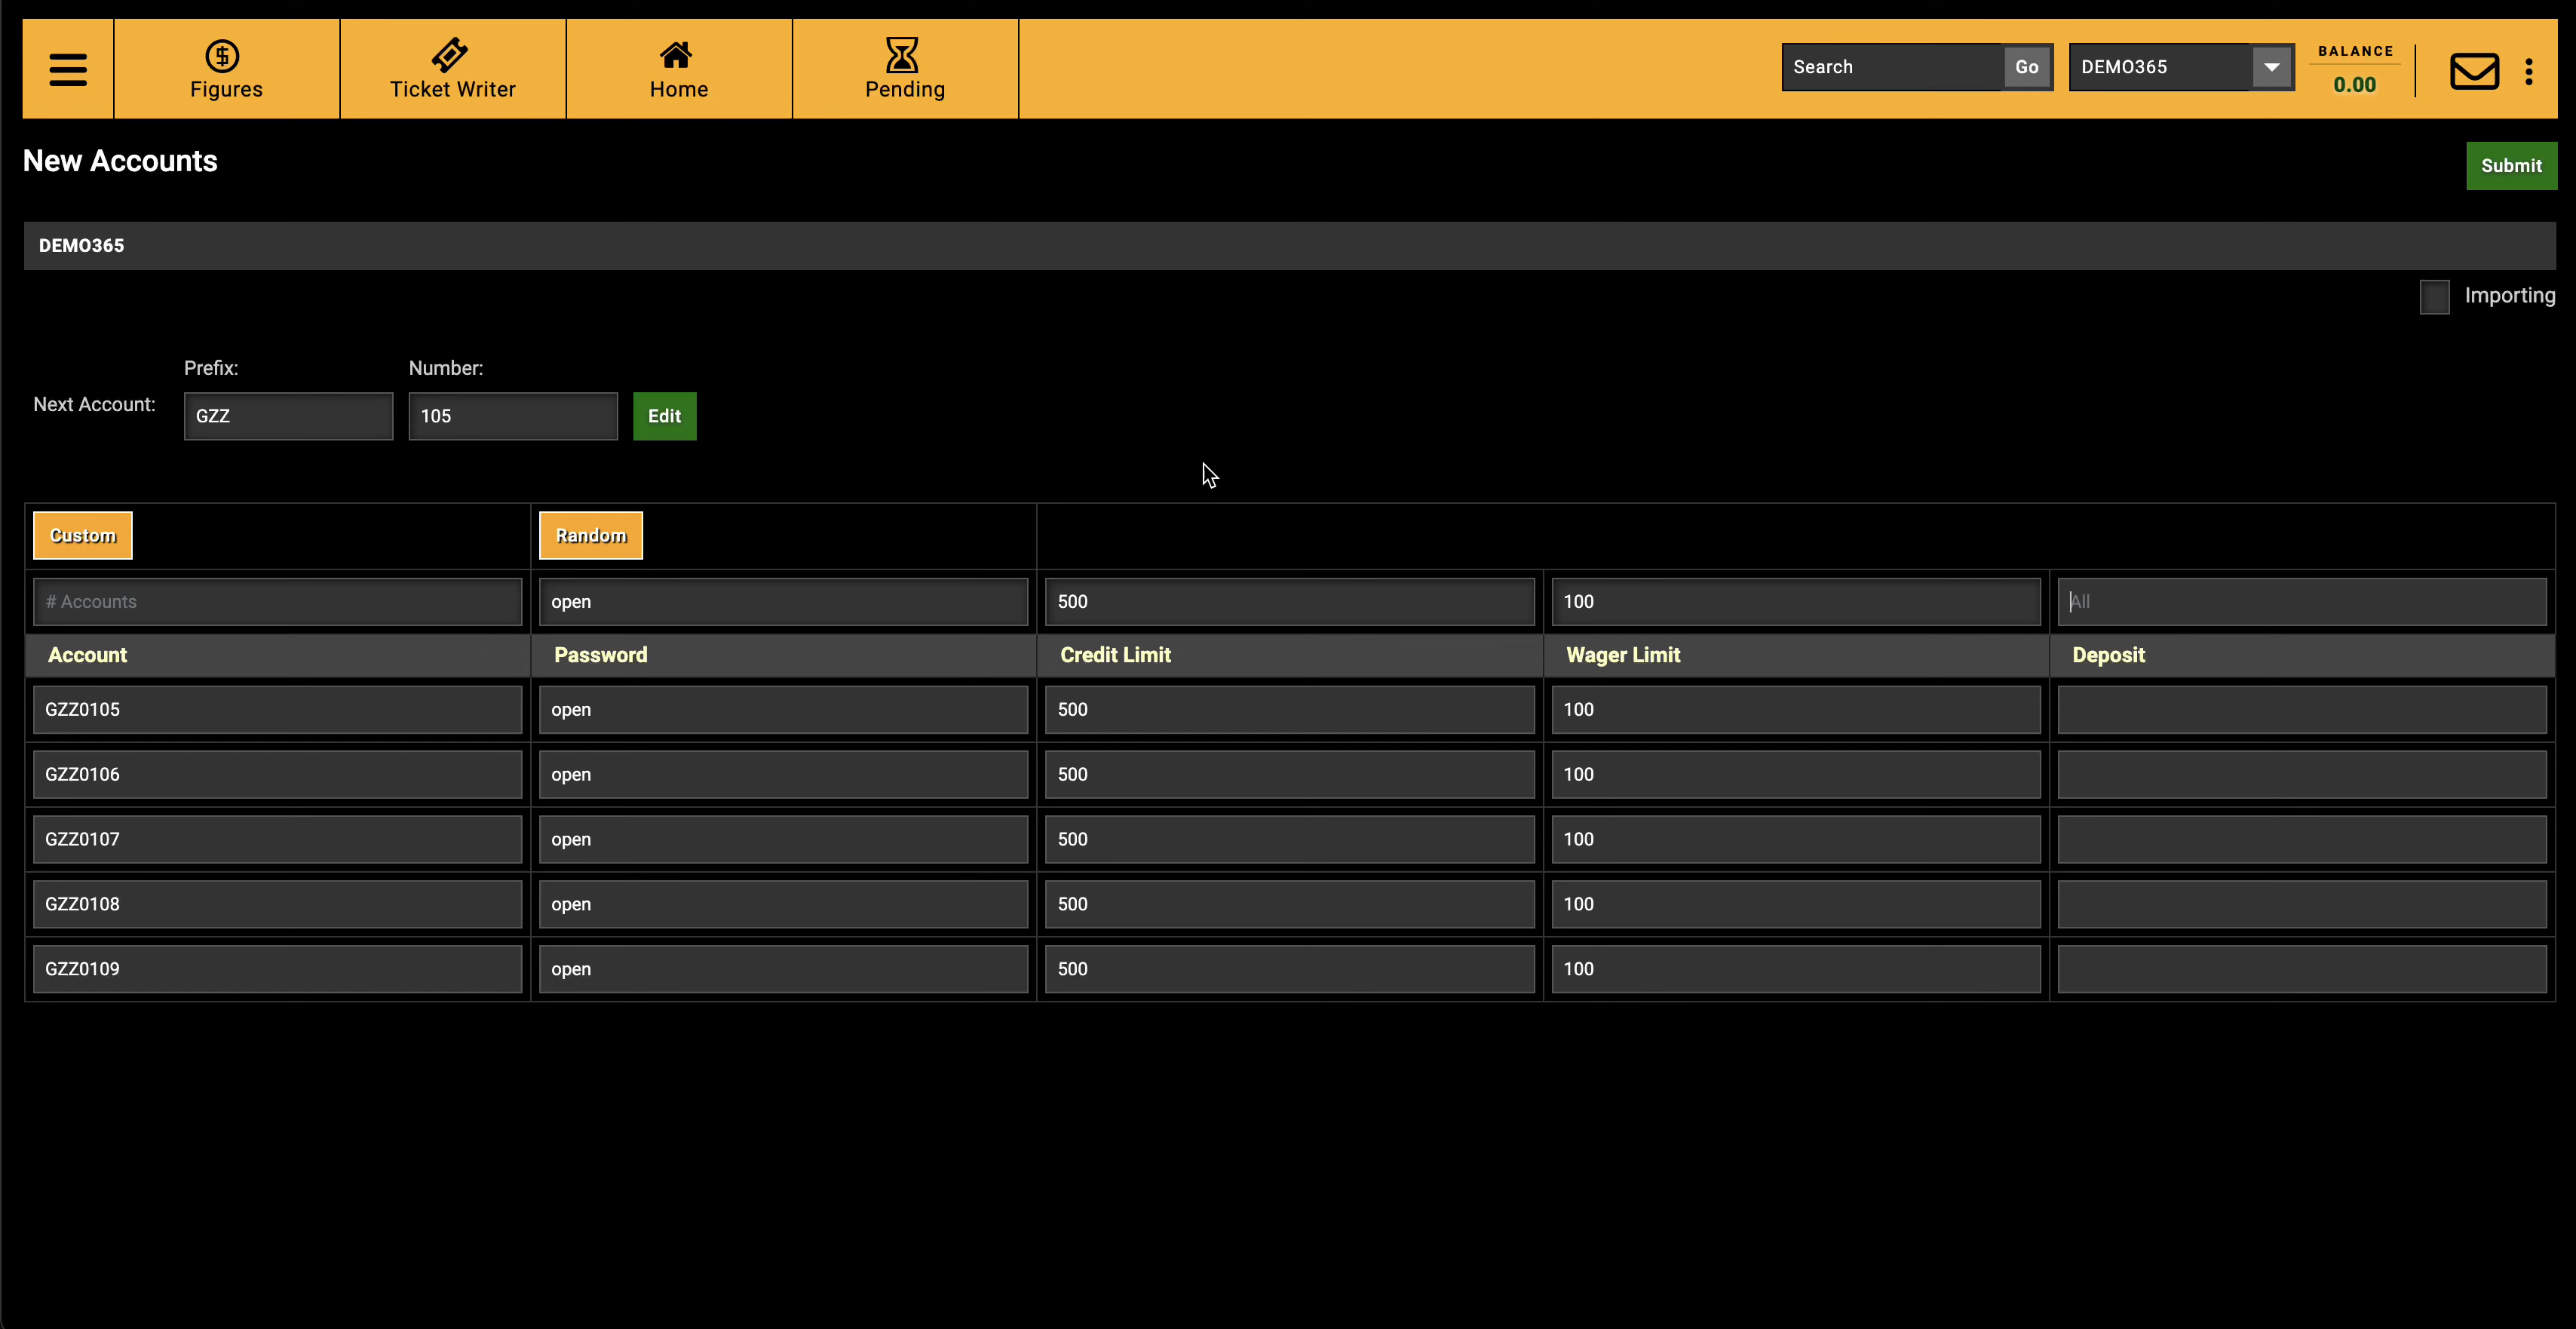 Figures
Ticket Writer
Home
Pending
Search
Go
DEMO365
BALANCE
0.00
New Accounts
Submit
DEMO365
Importing
Prefix:
Number:
Next Account:
GZZ
105
Edit
Custom
Random
# Accounts
open
500
100
All
Account
Password
Credit Limit
Wager Limit
Deposit
GZZ0105
open
500
100
GZZ0106
open
500
100
GZZ0107
open
500
100
GZZ0108
open
500
100
GZZ0109
open
500
100